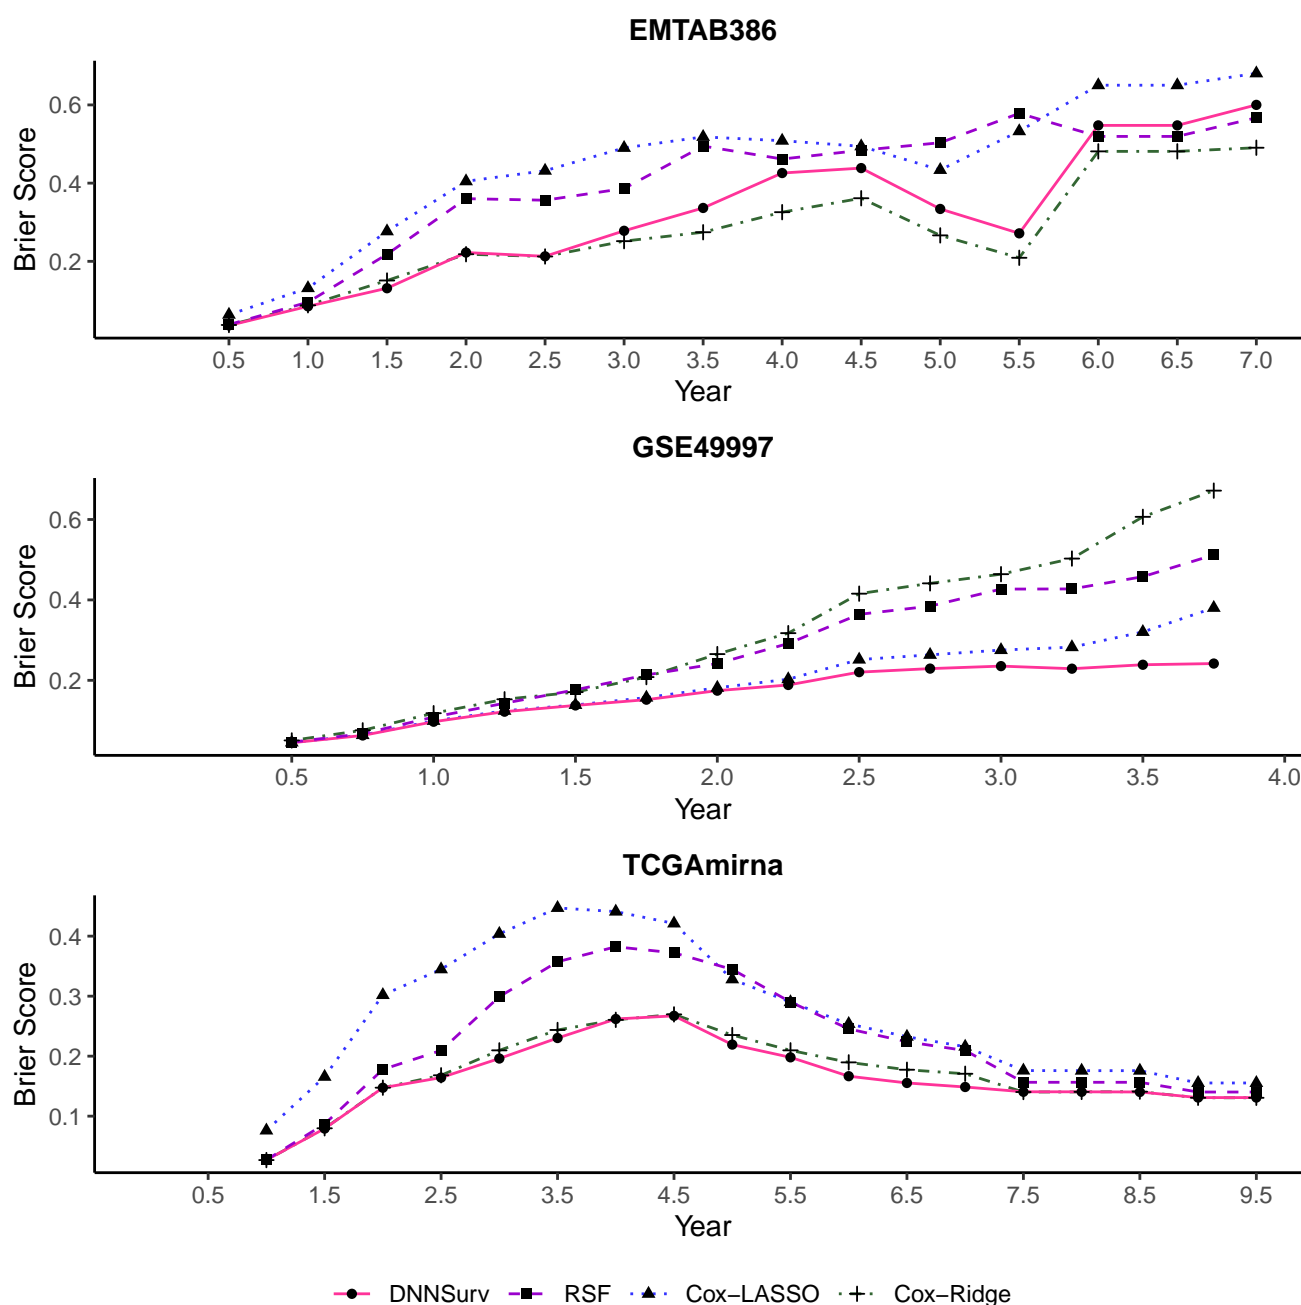 EMTAB386
Brier Score
0.6
0.4
0.2
0.5 1.0 1.5 2.0 2.5 3.0 3.5 4.0 4.5 5.0 5.5 6.0 6.5 7.0
Year
GSE49997
Brier Score
0.6
0.4
0.2
0.5 1.0 1.5 2.0 2.5 3.0 3.5 4.0
Year
TCGAmirna
Brier Score
0.4
0.3
0.2
0.1
0.5 1.5 2.5 3.5 4.5 5.5 6.5 7.5 8.5 9.5
Year
DNNSurv RSF Cox−LASSO Cox−Ridge